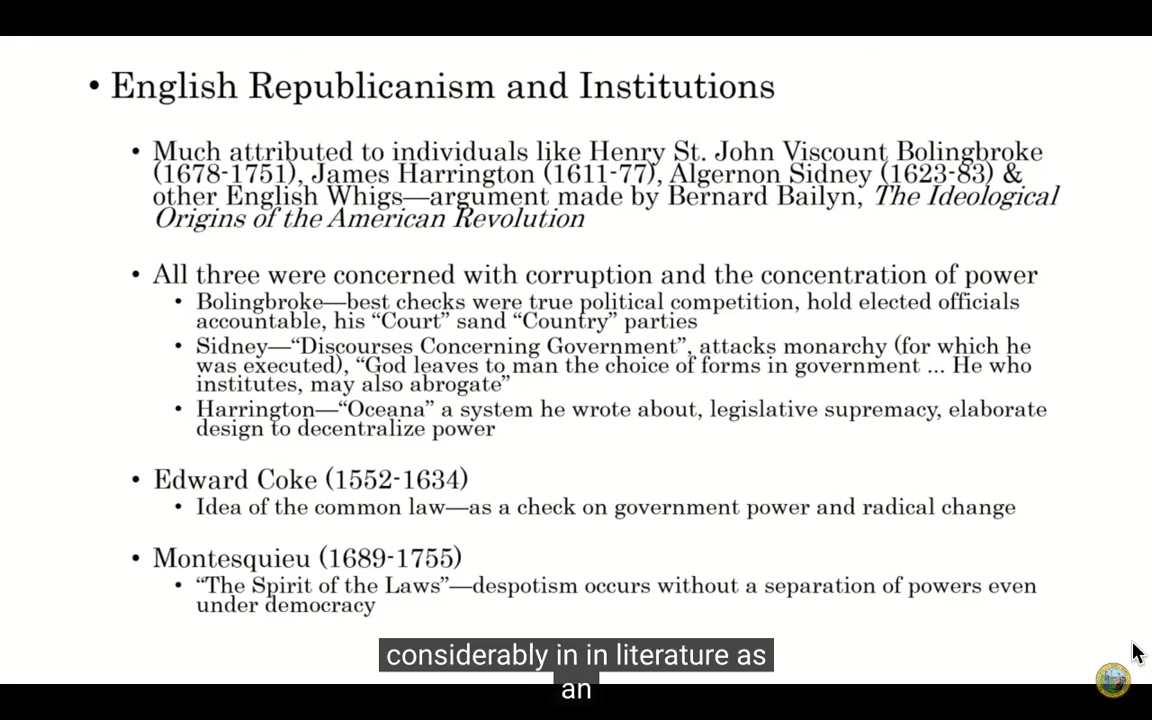 • English Republicanism and Institutions
• Much attributed to individuals like Henry St. John Viscount Bolingbroke
(1678-1751), James Harrington (1611-77), Algernon Sidney (1623-83) &
other English Whigs—argument made by Bernard Bailyn, The Ideological
Origins of the American Revolution
• All three were concerned with corruption and the concentration of power
• Bolingbroke—best checks were true political competition, hold elected officials
accountable, his “Court” sand “Country” parties
• Sidney—“Discourses Concerning Government”, attacks monarchy (for which he
was executed), “God leaves to man the choice of forms in government ... He who
institutes, may also abrogate”
• Harrington—“Oceana” a system he wrote about, legislative supremacy, elaborate
design to decentralize power
• Edward Coke (1552-1634)
• Idea of the common law—as a check on government power and radical change
• Montesquieu (1689-1755)
• “The Spirit of the Laws”—despotism occurs without a separation of powers even
under democracy
considerably in in literature as
an